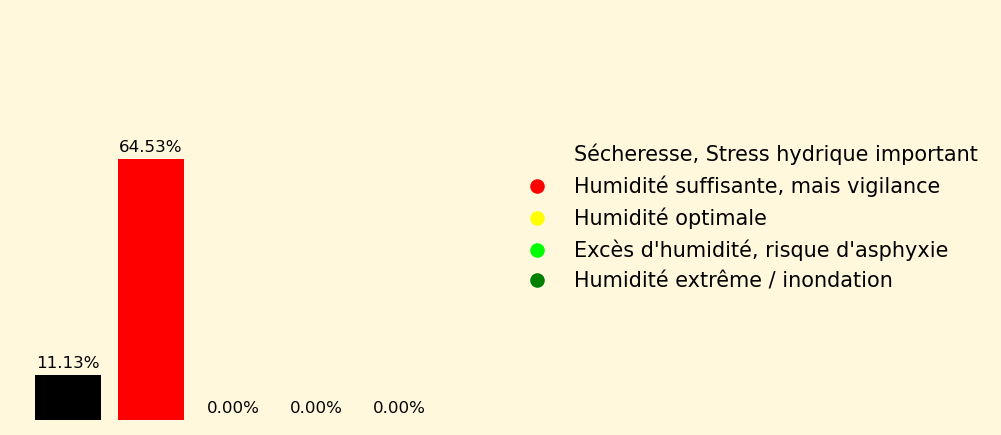 64.53%
11.13%
0.00%
0.00%
0.00%
Sécheresse, Stress hydrique important
Humidité suffisante, mais vigilance
Humidité optimale
Excès d'humidité, risque d'asphyxie
Humidité extrême / inondation